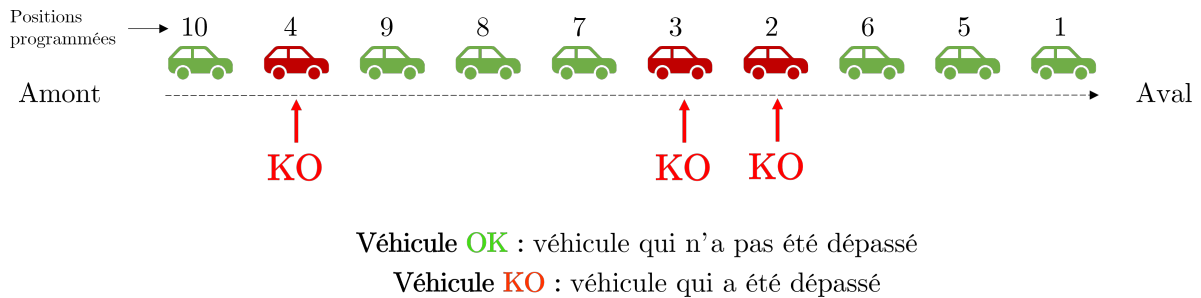 Positions
programmées
10 4 9 8 7 3 2 6 5 1
Amont
Aval
KO KO KO
Véhicule OK : véhicule qui n'a pas été dépassé
Véhicule KO : véhicule qui a été dépassé